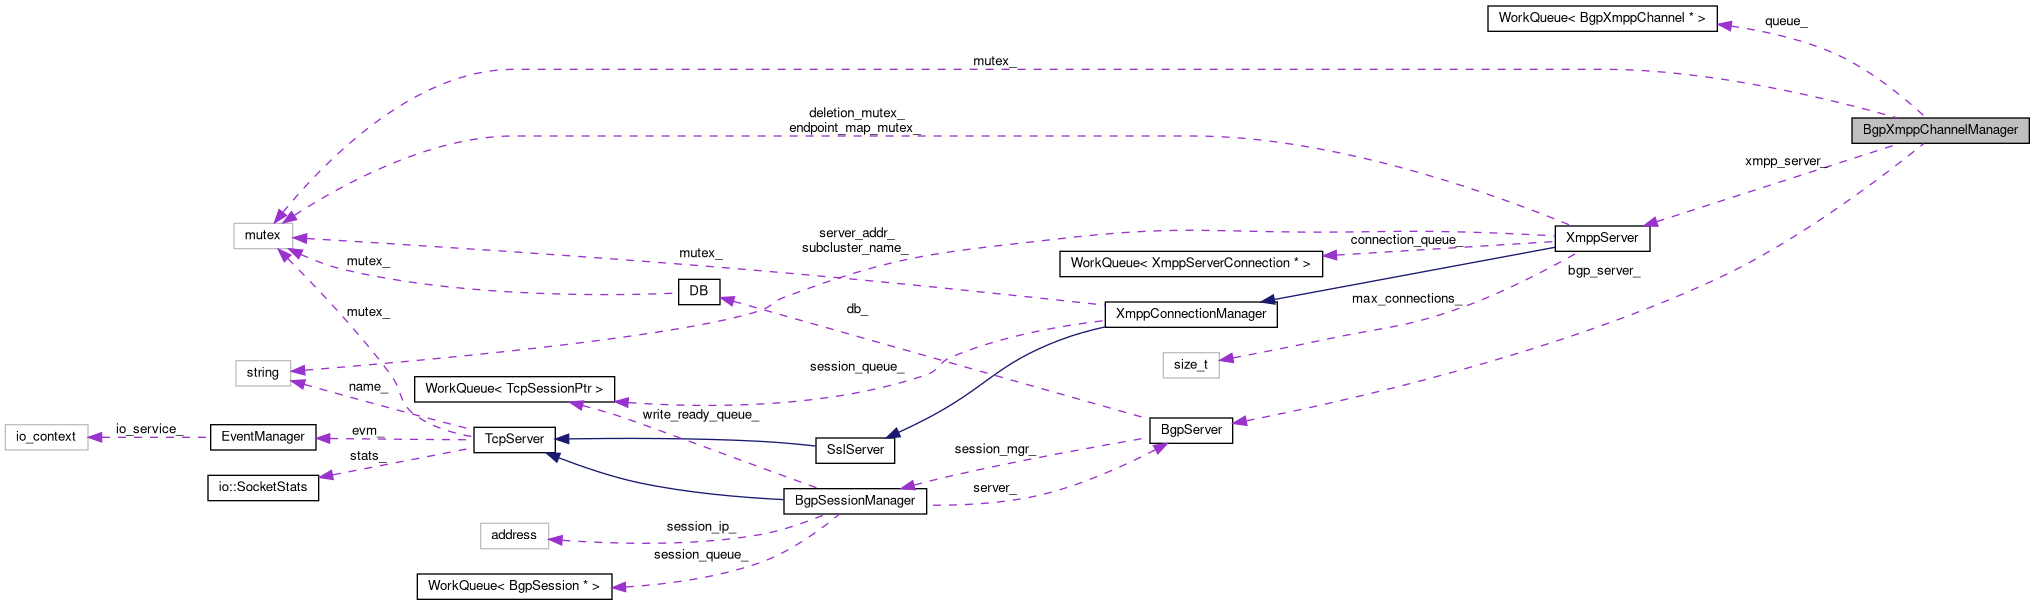 WorkQueue< BgpXmppChannel * >
queue_
mutex_
deletion_mutex_
endpoint_map_mutex_
BgpXmppChannelManager
xmpp_server_
mutex
server_addr_
subcluster_name_
XmppServer
connection_queue_
mutex_
mutex_
WorkQueue< XmppServerConnection * >
bgp_server_
DB
max_connections_
mutex_
db_
XmppConnectionManager
string
session_queue_
size_t
name_
WorkQueue< TcpSessionPtr >
write_ready_queue_
io_context
io_service_
EventManager
evm_
TcpServer
BgpServer
stats_
SslServer
session_mgr_
io::SocketStats
server_
BgpSessionManager
session_ip_
address
session_queue_
WorkQueue< BgpSession * >